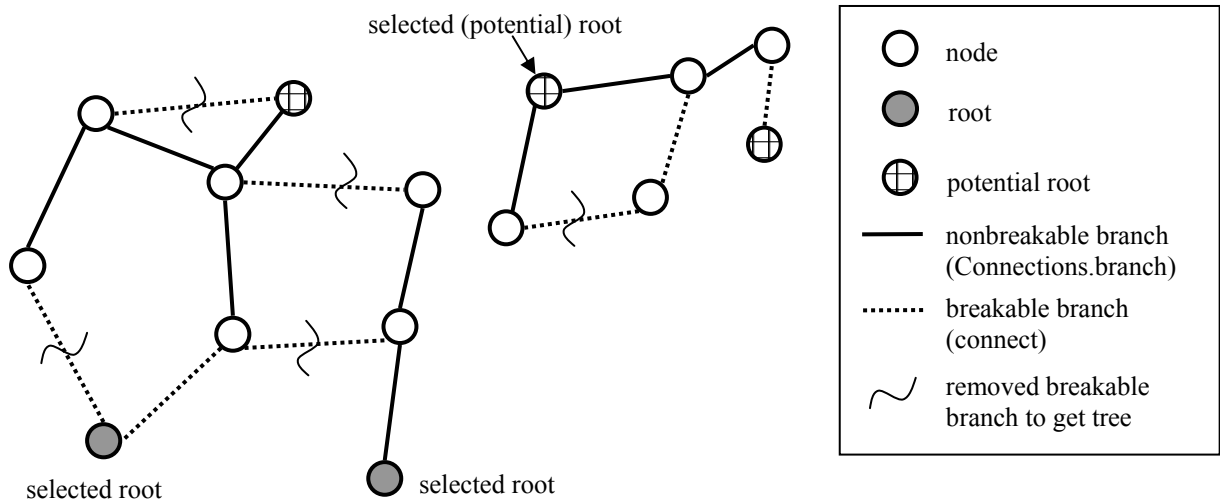 selected (potential) root
selected root
selected root
node
root
potential root
nonbreakable branch
(Connections.branch)
breakable branch
(connect)
removed breakable
branch to get tree